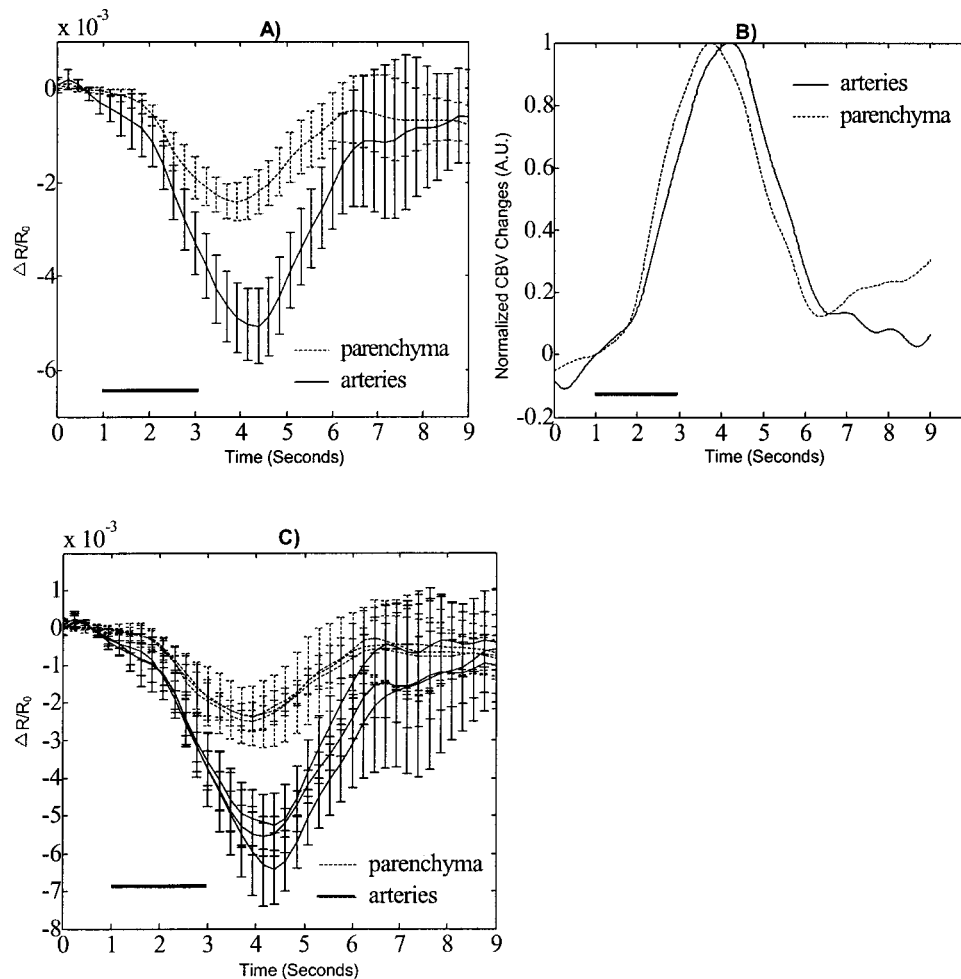 A)
x 10⁻³
0
-2
-4
-6
△R/R₀
parenchyma
arteries
0 1 2 3 4 5 6 7 8 9
Time (Seconds)
B)
1
0.8
0.6
0.4
0.2
0
-0.2
Normalized CBV Changes (A.U.)
arteries
parenchyma
0 1 2 3 4 5 6 7 8 9
Time (Seconds)
C)
x 10⁻³
1
0
-1
-2
-3
-4
-5
-6
-7
-8
△R/R₀
parenchyma
arteries
0 1 2 3 4 5 6 7 8 9
Time (Seconds)